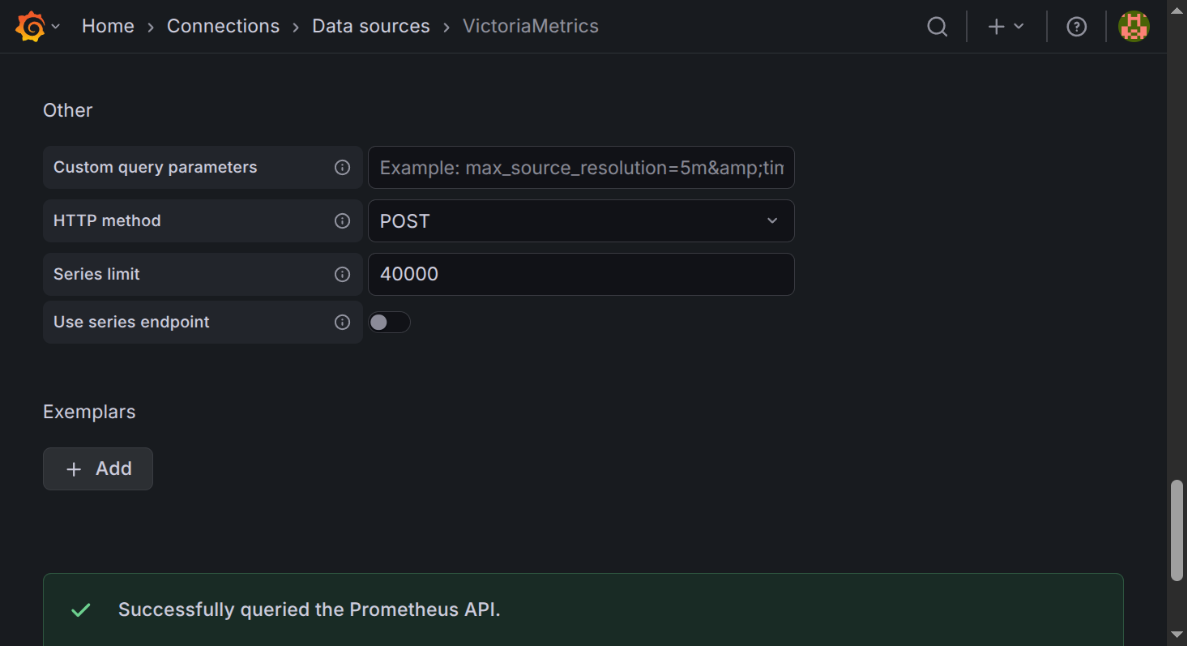 Home > Connections > Data sources > VictoriaMetrics
Other
Custom query parameters
Example: max_source_resolution=5m&amp;tim
HTTP method
POST
Series limit
40000
Use series endpoint
Exemplars
+ Add
Successfully queried the Prometheus API.